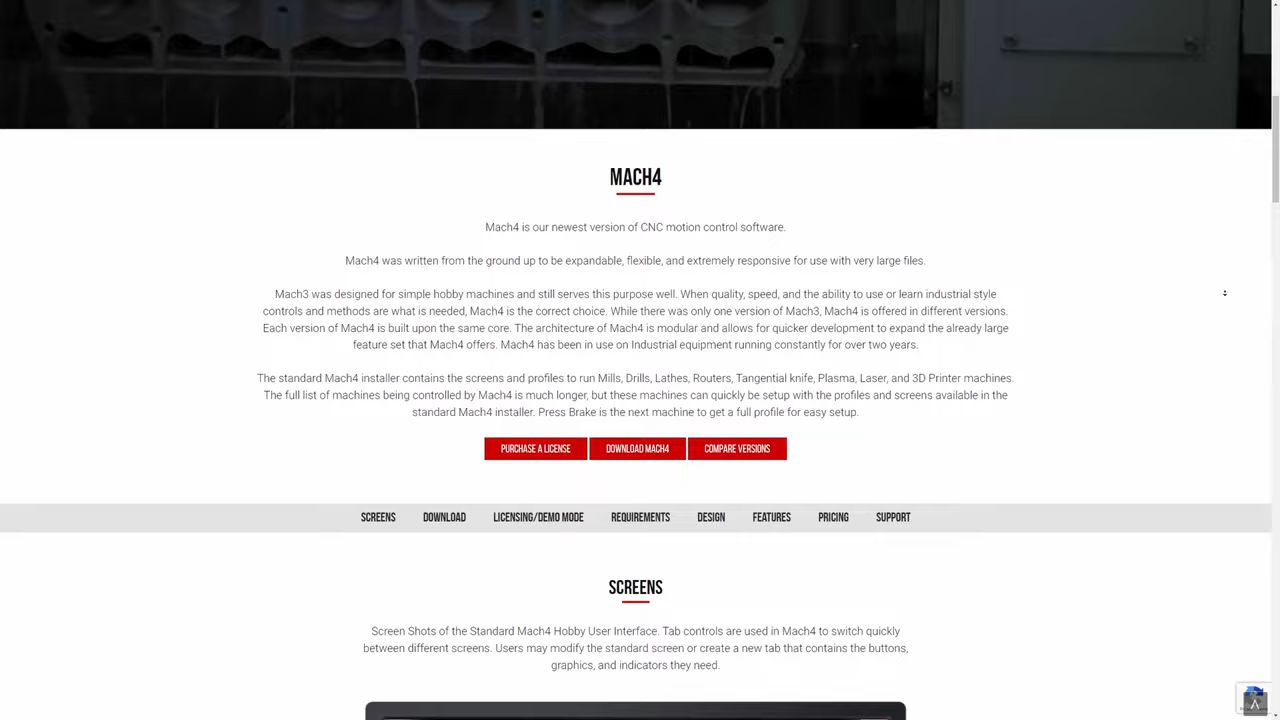 MACH4
Mach4 is our newest version of CNC motion control software.
Mach4 was written from the ground up to be expandable, flexible, and extremely responsive for use with very large files.
Mach3 was designed for simple hobby machines and still serves this purpose well. When quality, speed, and the ability to use or learn industrial style
controls and methods are what is needed, Mach4 is the correct choice. While there was only one version of Mach3, Mach4 is offered in different versions.
Each version of Mach4 is built upon the same core. The architecture of Mach4 is modular and allows for quicker development to expand the already large
feature set that Mach4 offers. Mach4 has been in use on Industrial equipment running constantly for over two years.
The standard Mach4 installer contains the screens and profiles to run Mills, Drills, Lathes, Routers, Tangential knife, Plasma, Laser, and 3D Printer machines.
The full list of machines being controlled by Mach4 is much longer, but these machines can quickly be setup with the profiles and screens available in the
standard Mach4 installer. Press Brake is the next machine to get a full profile for easy setup.
PURCHASE A LICENSE DOWNLOAD MACH4 COMPARE VERSIONS
SCREENS DOWNLOAD LICENSING/DEMO MODE REQUIREMENTS DESIGN FEATURES PRICING SUPPORT
SCREENS
Screen Shots of the Standard Mach4 Hobby User Interface. Tab controls are used in Mach4 to switch quickly
between different screens. Users may modify the standard screen or create a new tab that contains the buttons,
graphics, and indicators they need.